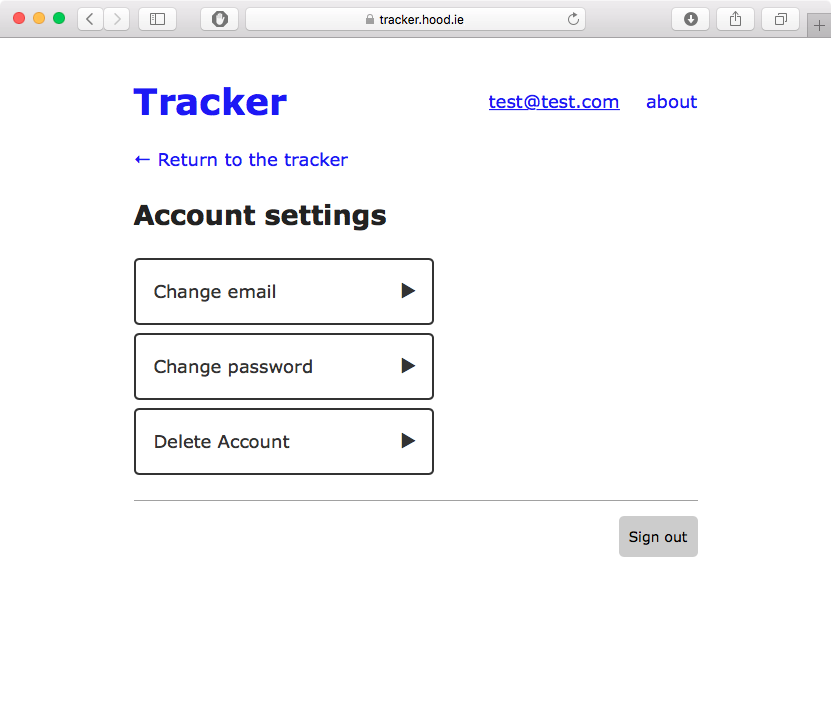 tracker.hood.ie
Tracker
test@test.com about
← Return to the tracker
Account settings
Change email ▶
Change password ▶
Delete Account ▶
Sign out